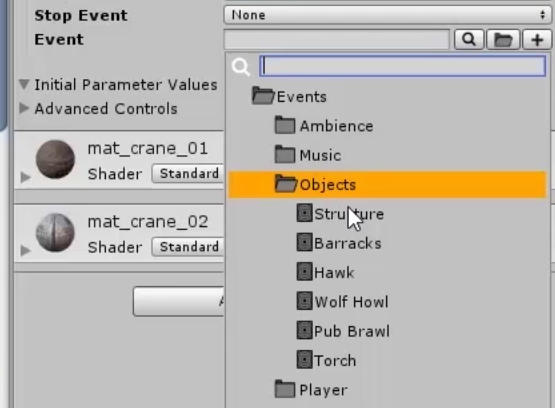 Stop Event None
Event
Initial Parameter Values
Events
Advanced Controls
Ambience
mat_crane_01
Music
Shader Standard
Objects
Structure
mat_crane_02
Barracks
Shader Standard
Hawk
Wolf Howl
Pub Brawl
Torch
Player